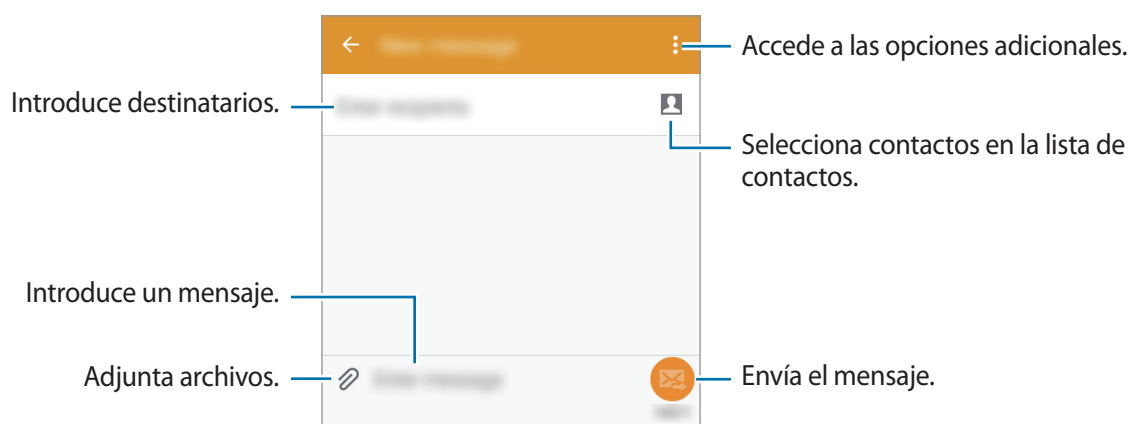 Accede a las opciones adicionales.
Introduce destinatarios.
Selecciona contactos en la lista de
contactos.
Introduce un mensaje.
Adjunta archivos.
Envía el mensaje.